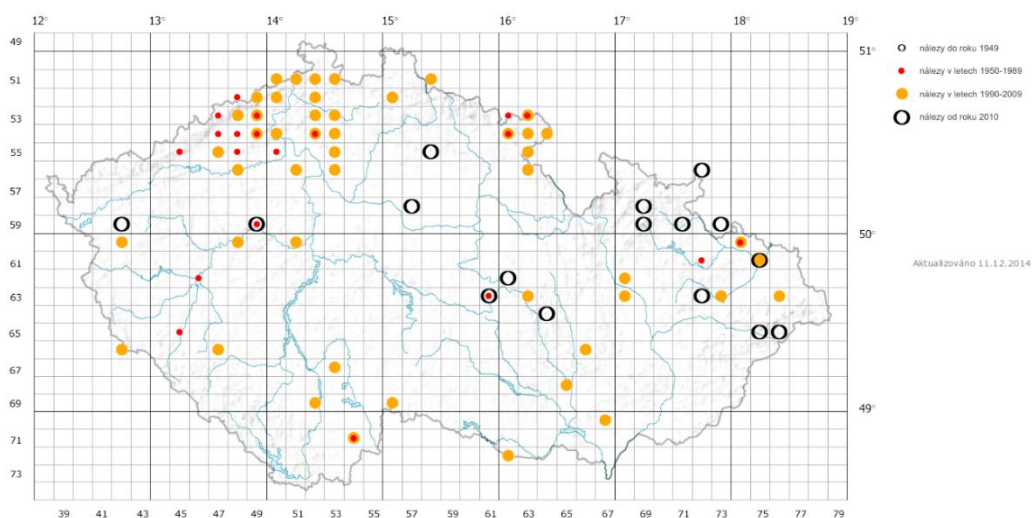 12° 13° 14° 15° 16° 17° 18° 19°
49
51°
51
53
55
57
59
50°
61
63
65
67
69
49°
71
73
39 41 43 45 47 49 51 53 55 57 59 61 63 65 67 69 71 73 75 77 79
nálezy do roku 1949
nálezy v letech 1950-1989
nálezy v letech 1990-2009
nálezy od roku 2010
Aktualizováno 11.12.2014